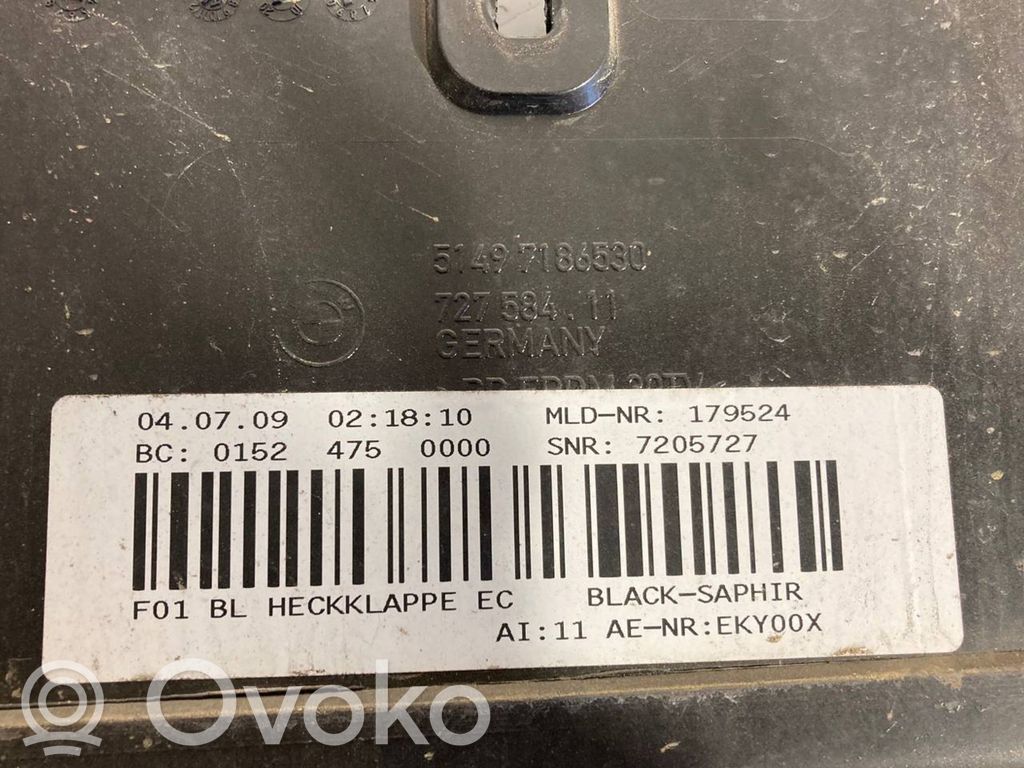 5149 7186530
727 584.11
GERMANY
04.07.09 02:18:10 MLD-NR: 179524
BC: 0152 475 0000 SNR: 7205727
F01 BL HECKKLAPPE EC BLACK-SAPHIR
AI:11 AE-NR:EKY00X
Ovoko